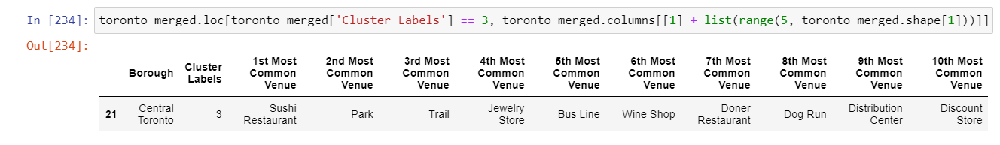 In [234]: toronto_merged.loc[toronto_merged['Cluster Labels'] == 3, toronto_merged.columns[[1] + list(range(5, toronto_merged.shape[1]))]]
Out[234]:
Borough Cluster Labels 1st Most Common Venue 2nd Most Common Venue 3rd Most Common Venue 4th Most Common Venue 5th Most Common Venue 6th Most Common Venue 7th Most Common Venue 8th Most Common Venue 9th Most Common Venue 10th Most Common Venue
21 Central Toronto 3 Sushi Restaurant Park Trail Jewelry Store Bus Line Wine Shop Doner Restaurant Dog Run Distribution Center Discount Store